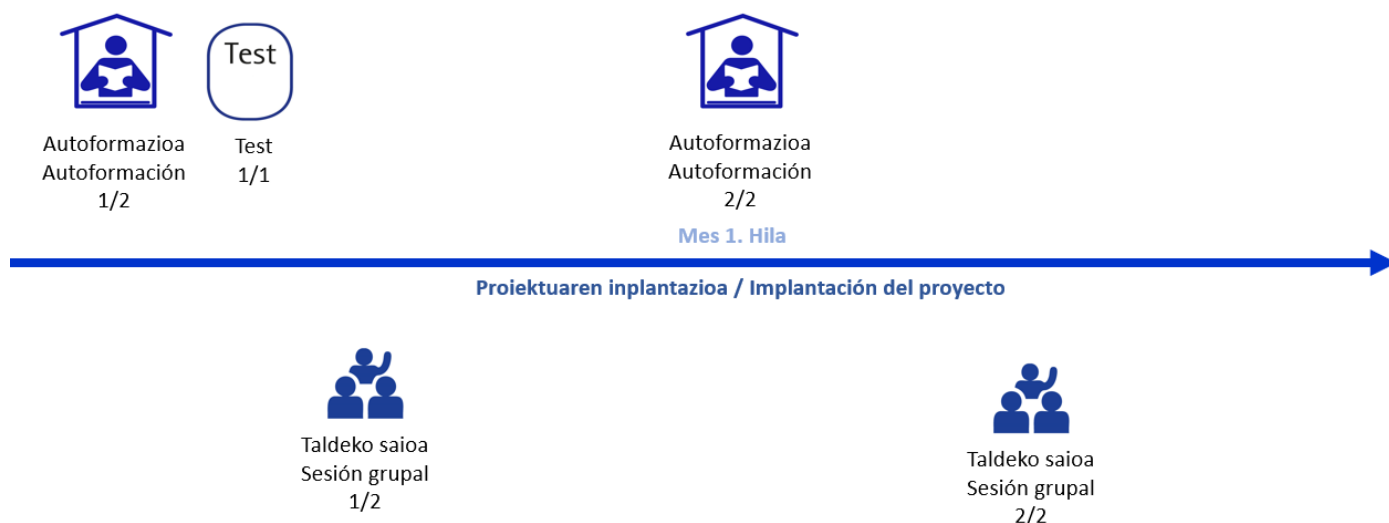 Test
Autoformazioa
Autoformación
1/2
Test
1/1
Autoformazioa
Autoformación
2/2
Mes 1. Hila
Proiektuaren inplantazioa / Implantación del proyecto
Taldeko saioa
Sesión grupal
1/2
Taldeko saioa
Sesión grupal
2/2